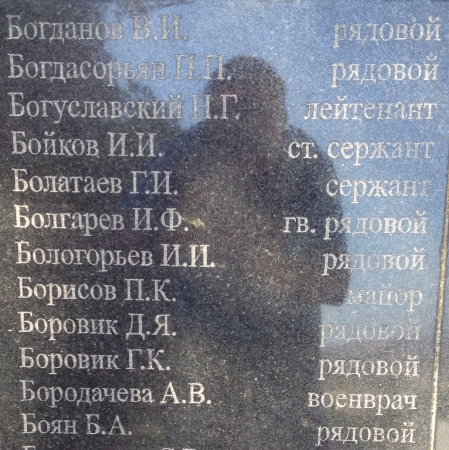 Богданов В.И. рядовой
Богдасорьян П.П. рядовой
Богуславский Н.Г. лейтенант
Бойков И.И. ст. сержант
Болатаев Г.И. сержант
Болгарев И.Ф. гв. рядовой
Бологорьев И.И. рядовой
Борисов П.К. майор
Боровик Д.Я. рядовой
Боровик Г.К. рядовой
Бородачева А.В. военврач
Боян Б.А. рядовой